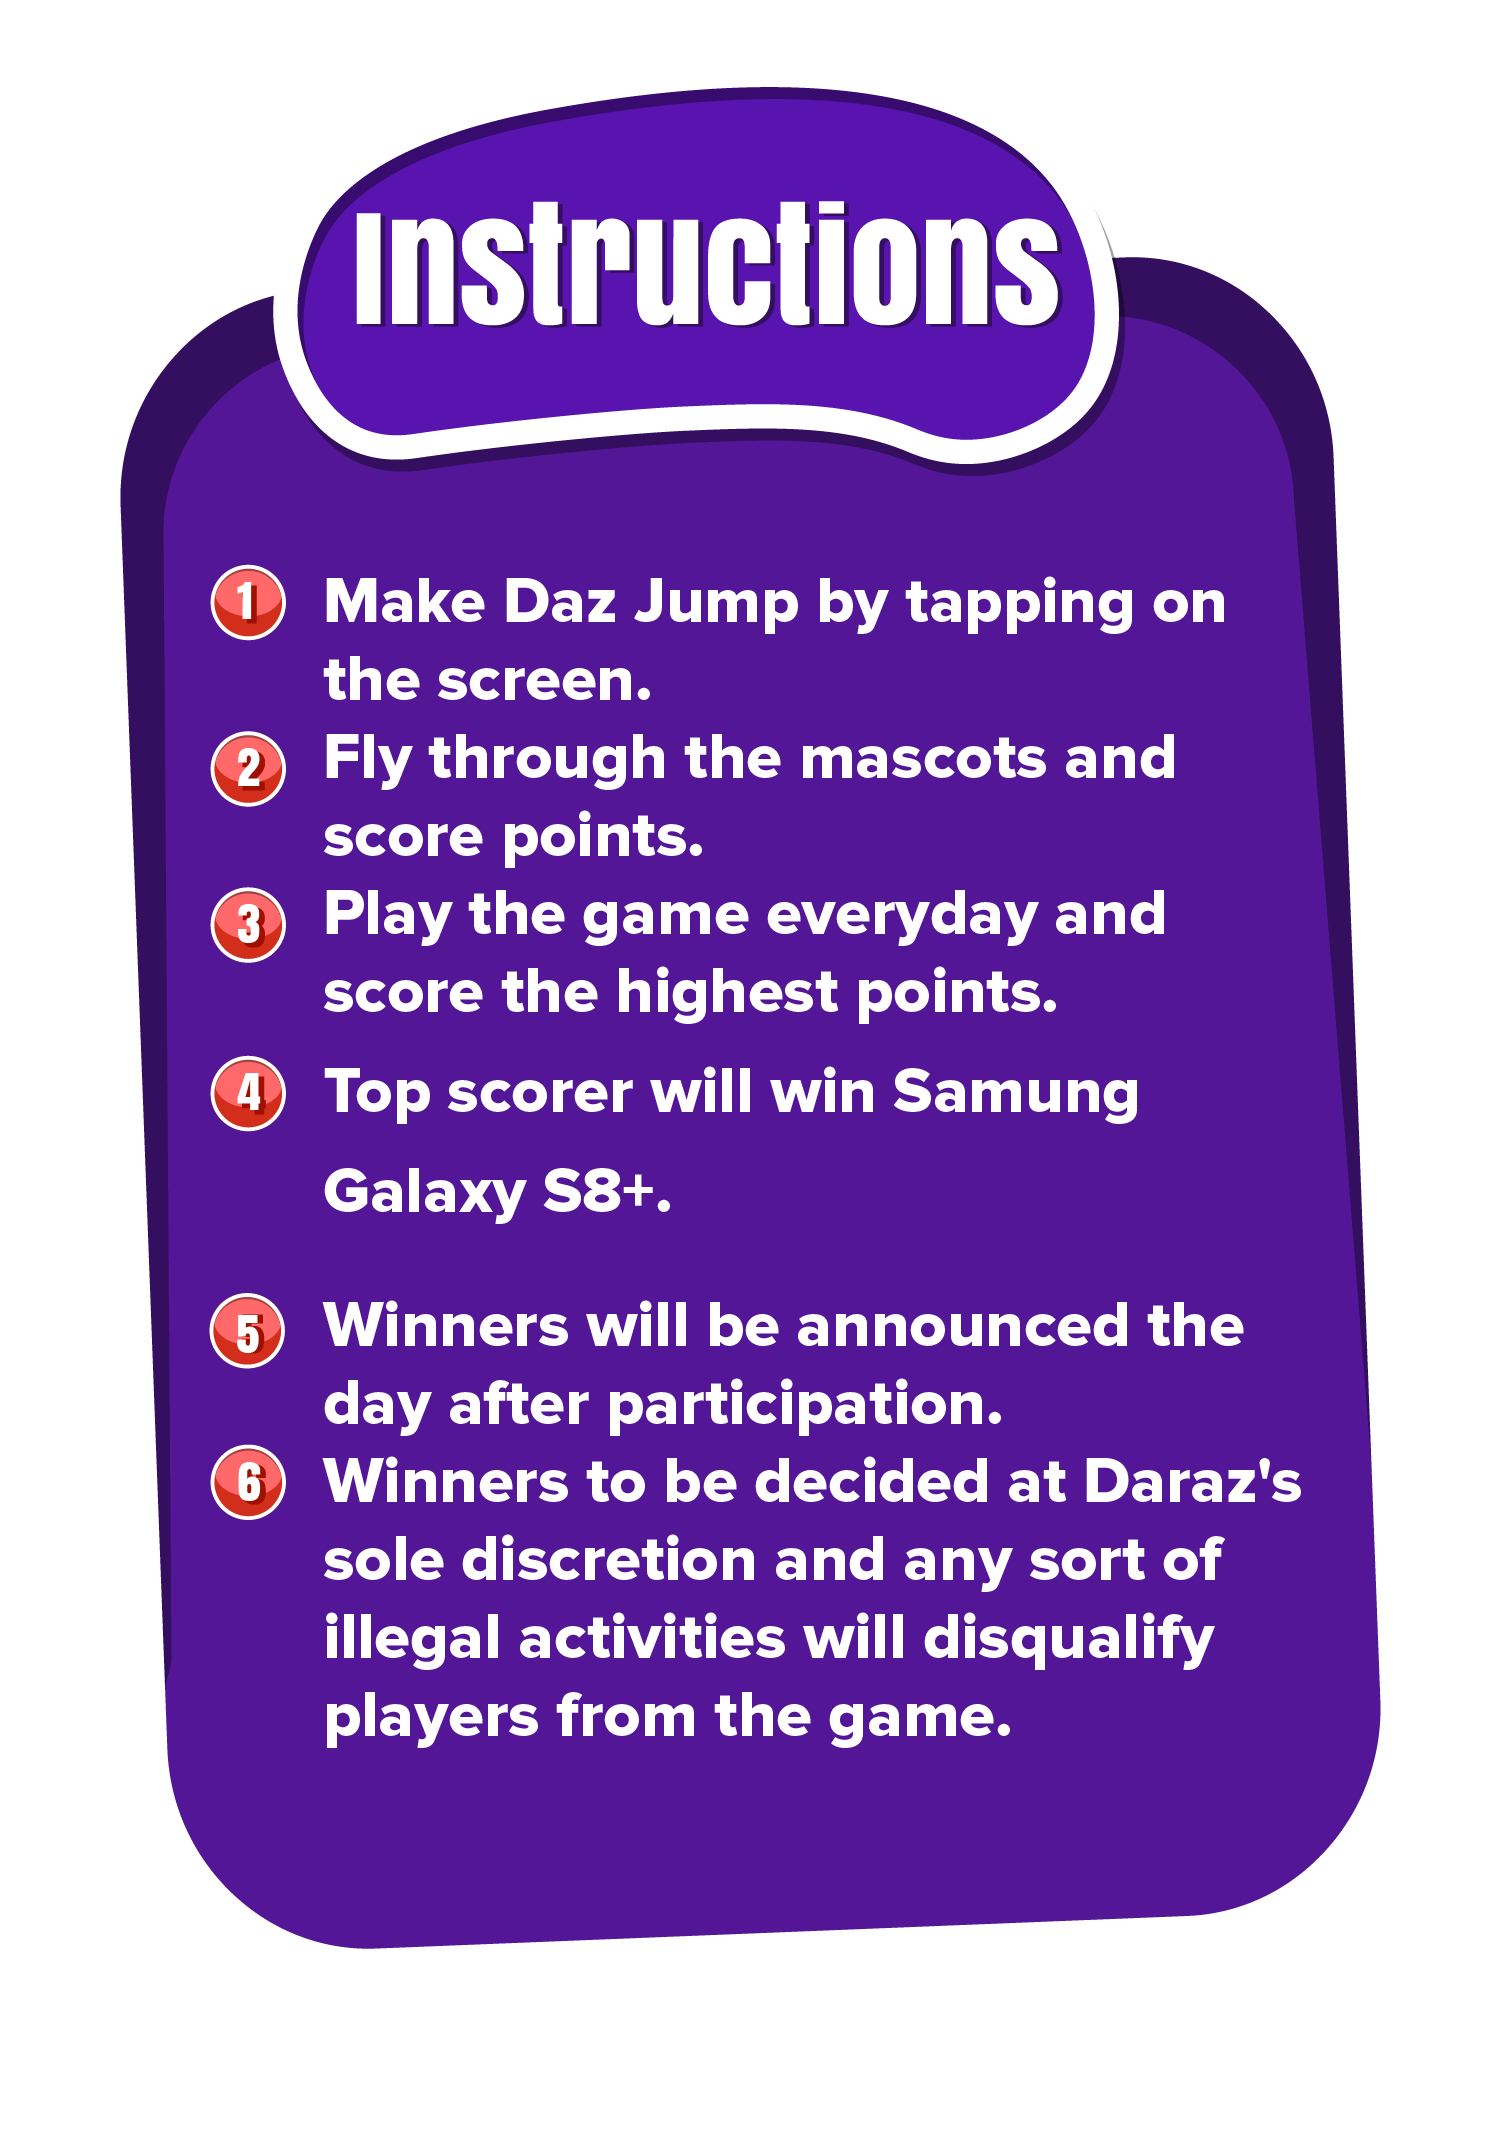 Instructions
1 Make Daz Jump by tapping on
the screen.
2 Fly through the mascots and
score points.
3 Play the game everyday and
score the highest points.
4 Top scorer will win Samung
Galaxy S8+.
5 Winners will be announced the
day after participation.
6 Winners to be decided at Daraz's
sole discretion and any sort of
illegal activities will disqualify
players from the game.